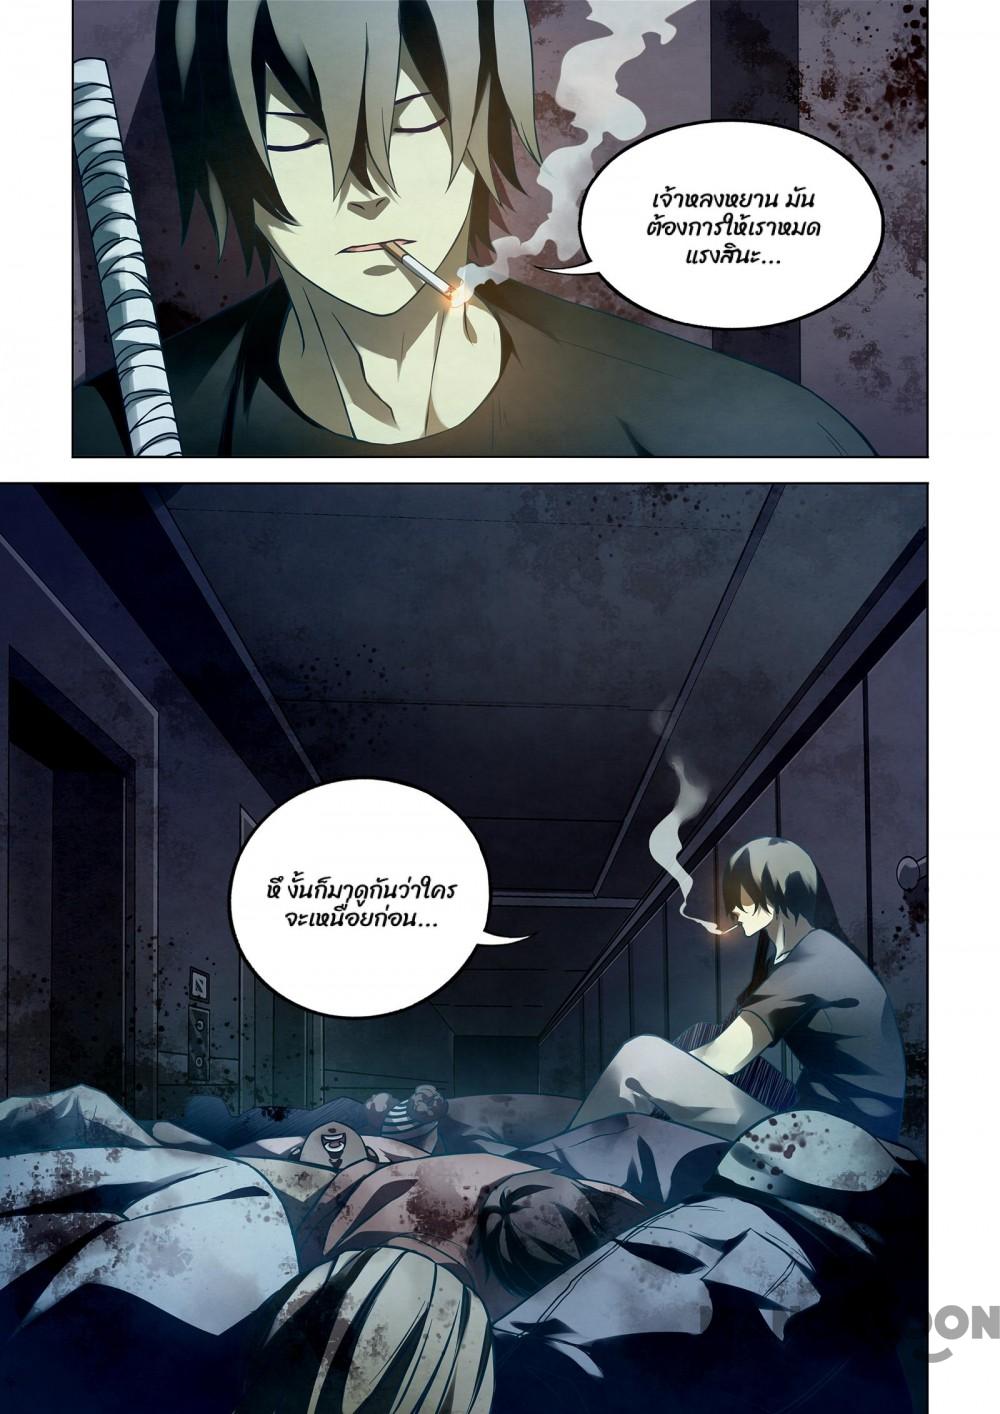 เจ้าหลงหยาน มัน
ต้องการให้เราหมด
แรงสินะ...
หึ งั้นก็มาดูกันว่าใคร
จะเหนื่อยก่อน...